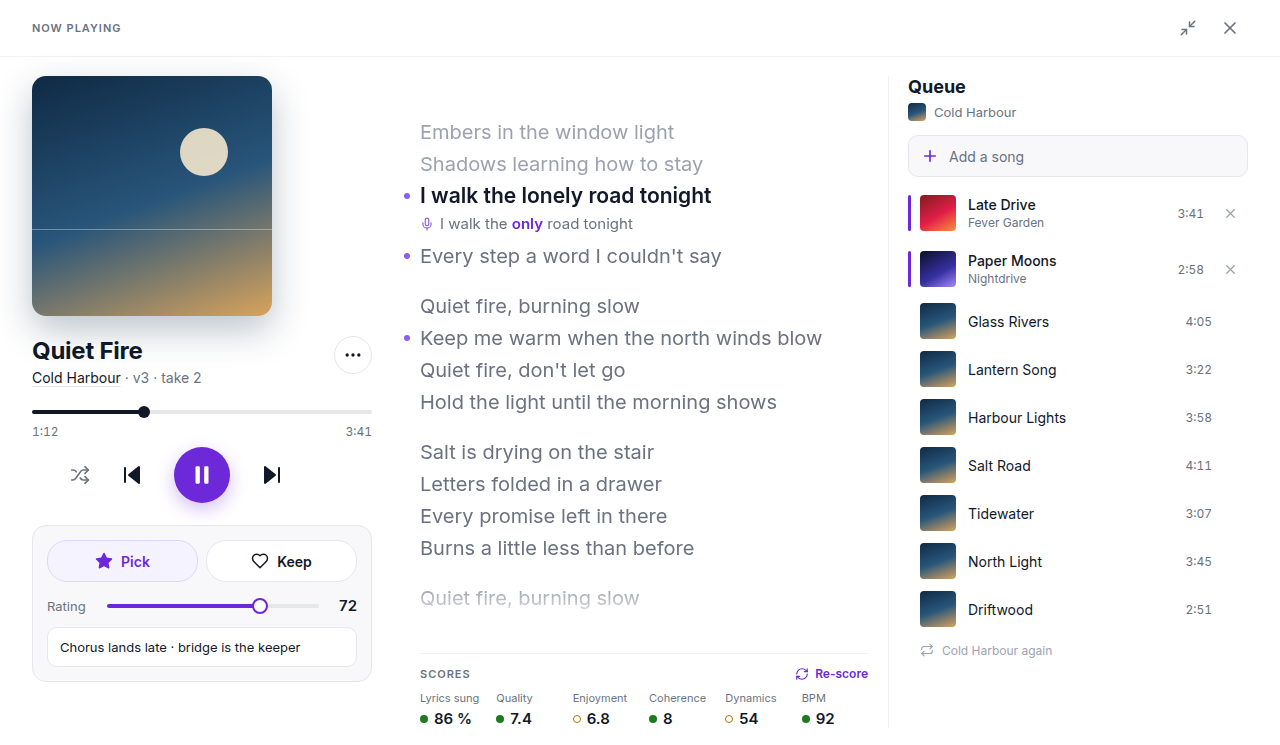 NOW PLAYING
Quiet Fire
Cold Harbour · v3 · take 2
1:12
3:41
Pick
Keep
Rating
72
Chorus lands late · bridge is the keeper
Embers in the window light
Shadows learning how to stay
I walk the lonely road tonight
I walk the only road tonight
Every step a word I couldn't say
Quiet fire, burning slow
Keep me warm when the north winds blow
Quiet fire, don't let go
Hold the light until the morning shows
Salt is drying on the stair
Letters folded in a drawer
Every promise left in there
Burns a little less than before
Quiet fire, burning slow
SCORES
Re-score
Lyrics sung Quality Enjoyment Coherence Dynamics BPM
86 % 7.4 6.8 8 54 92
Queue
Cold Harbour
Add a song
Late Drive
Fever Garden
3:41
Paper Moons
Nightdrive
2:58
Glass Rivers 4:05
Lantern Song 3:22
Harbour Lights 3:58
Salt Road 4:11
Tidewater 3:07
North Light 3:45
Driftwood 2:51
Cold Harbour again